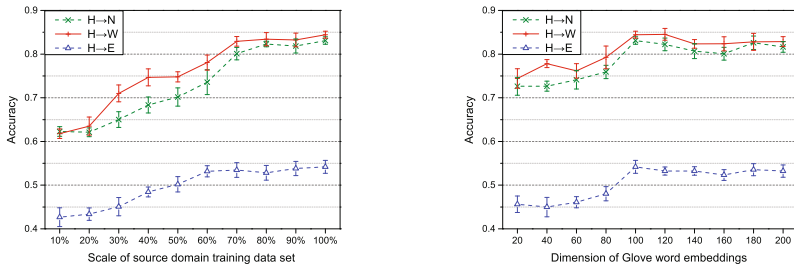 0.9
0.8
0.7
0.6
0.5
0.4
Accuracy
H→N
H→W
H→E
10% 20% 30% 40% 50% 60% 70% 80% 90% 100%
Scale of source domain training data set
0.9
0.8
0.7
0.6
0.5
0.4
Accuracy
H→N
H→W
H→E
20 40 60 80 100 120 140 160 180 200
Dimension of Glove word embeddings